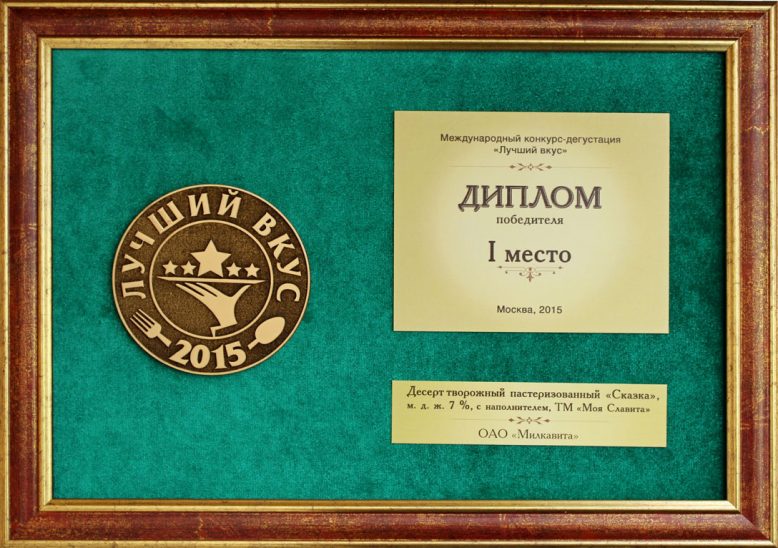 ЛУЧШИЙ ВКУС
2015
Международный конкурс-дегустация
«Лучший вкус»
ДИПЛОМ
победителя
I место
Москва, 2015
Десерт творожный пастеризованный «Сказка»,
м. д. ж. 7 %, с наполнителем, ТМ «Моя Славита»
ОАО «Милкавита»